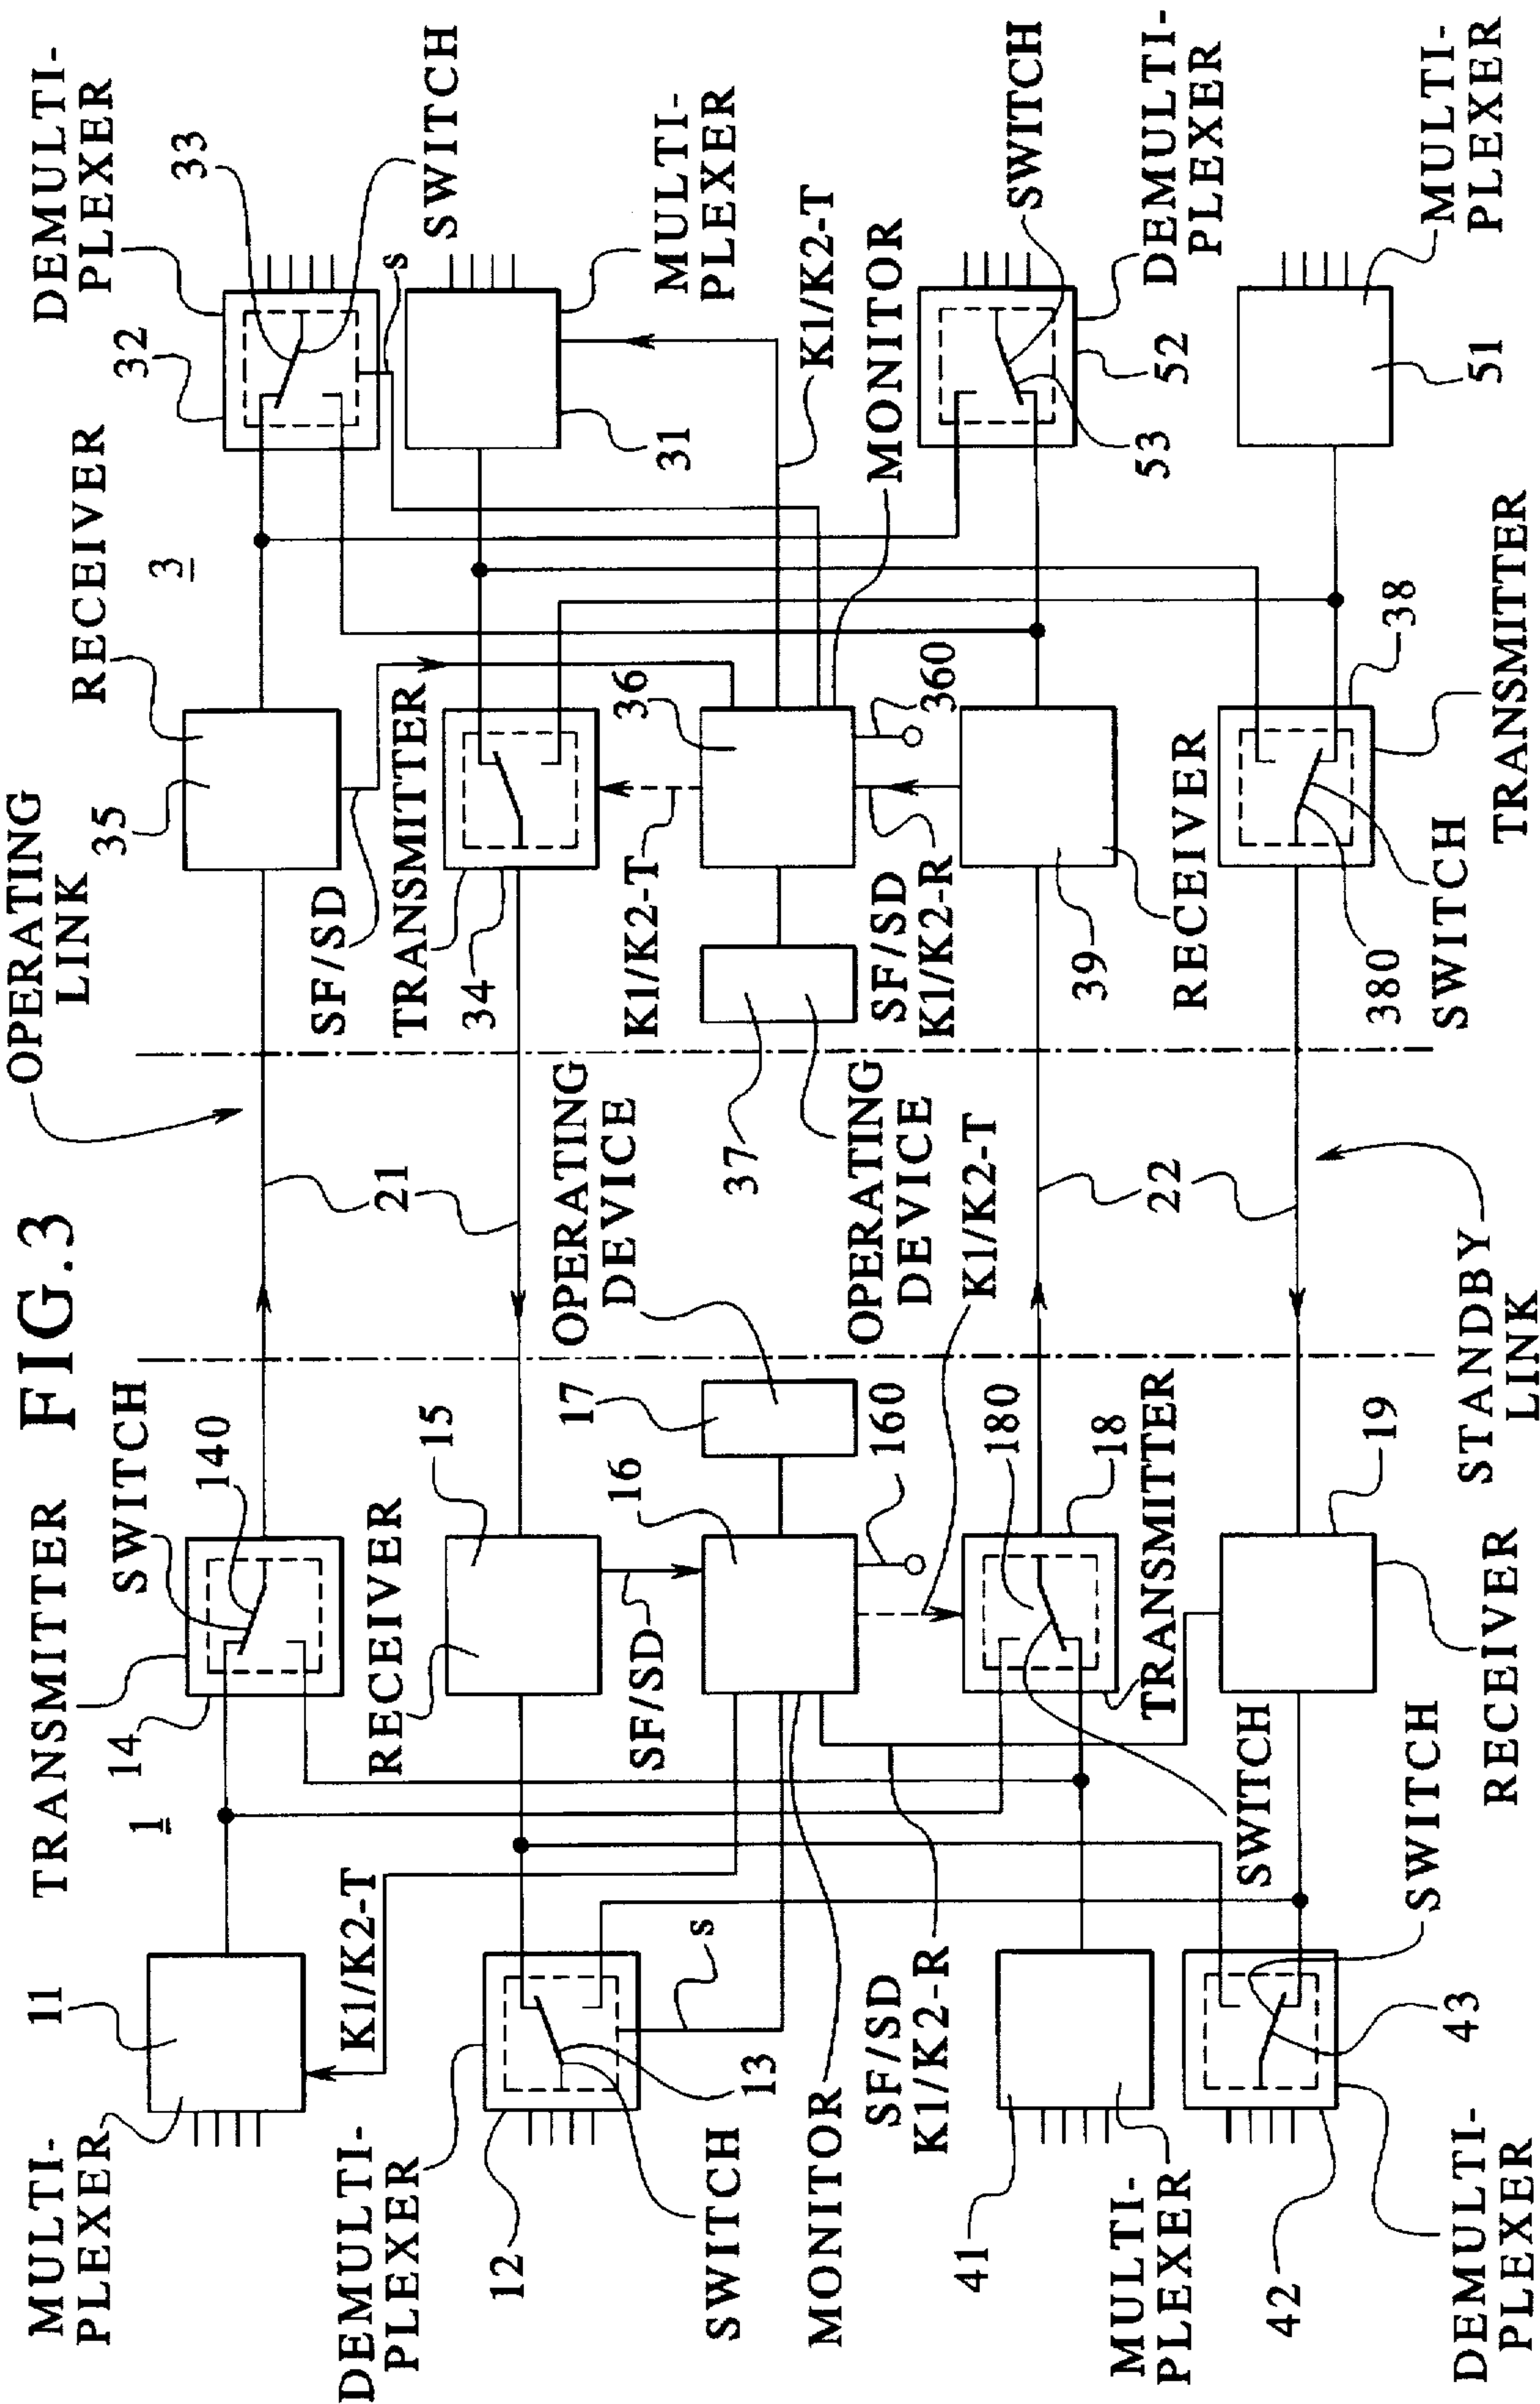 FIG.3
MULTI-
PLEXER
11
1
TRANSMITTER
14
SWITCH
140
OPERATING
LINK
35
RECEIVER
3
32
DEMULTI-
PLEXER
33
SWITCH
s
K1/K2-T
RECEIVER
15
21
SF/SD
TRANSMITTER
34
31
MULTI-
PLEXER
DEMULTI-
PLEXER
12
SWITCH
13
s
SF/SD
16
17
OPERATING
DEVICE
K1/K2-T
36
K1/K2-T
MONITOR
160
37
OPERATING
DEVICE
360
MONITOR
SF/SD
K1/K2-R
K1/K2-T
SF/SD
K1/K2-R
SWITCH
41
MULTI-
PLEXER
180
18
TRANSMITTER
SWITCH
22
39
RECEIVER
53
52
DEMULTI-
PLEXER
42
DEMULTI-
PLEXER
43
SWITCH
19
RECEIVER
STANDBY
LINK
380
SWITCH
38
TRANSMITTER
51
MULTI-
PLEXER